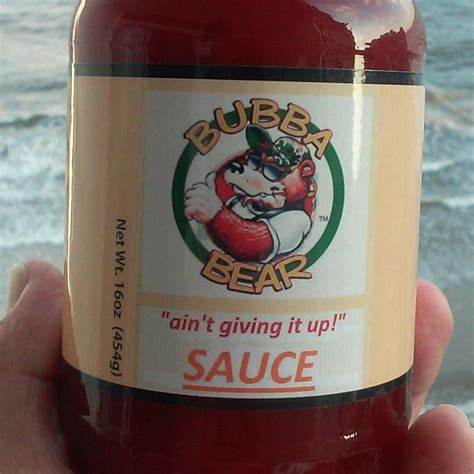 BUBBA
BEAR
TM
Net Wt. 16oz (454g)
"ain't giving it up!"
SAUCE